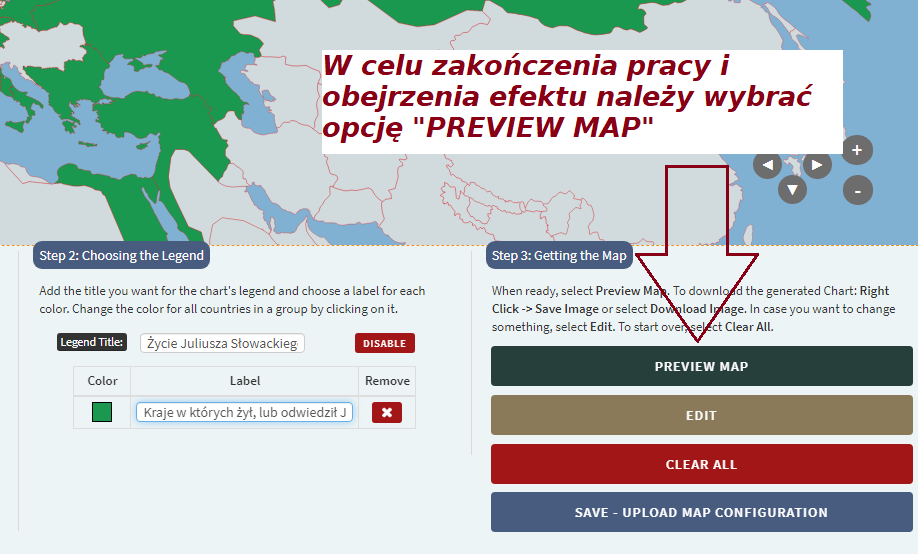 W celu zakończenia pracy i
obejrzenia efektu należy wybrać
opcję "PREVIEW MAP"
+
-
Step 2: Choosing the Legend
Add the title you want for the chart's legend and choose a label for each
color. Change the color for all countries in a group by clicking on it.
Legend Title:
Życie Juliusza Słowackieg
DISABLE
Color Label Remove
Kraje w których żył, lub odwiedził J
Step 3: Getting the Map
When ready, select Preview Map. To download the generated Chart: Right
Click -> Save Image or select Download Image. In case you want to change
something, select Edit. To start over, select Clear All.
PREVIEW MAP
EDIT
CLEAR ALL
SAVE - UPLOAD MAP CONFIGURATION